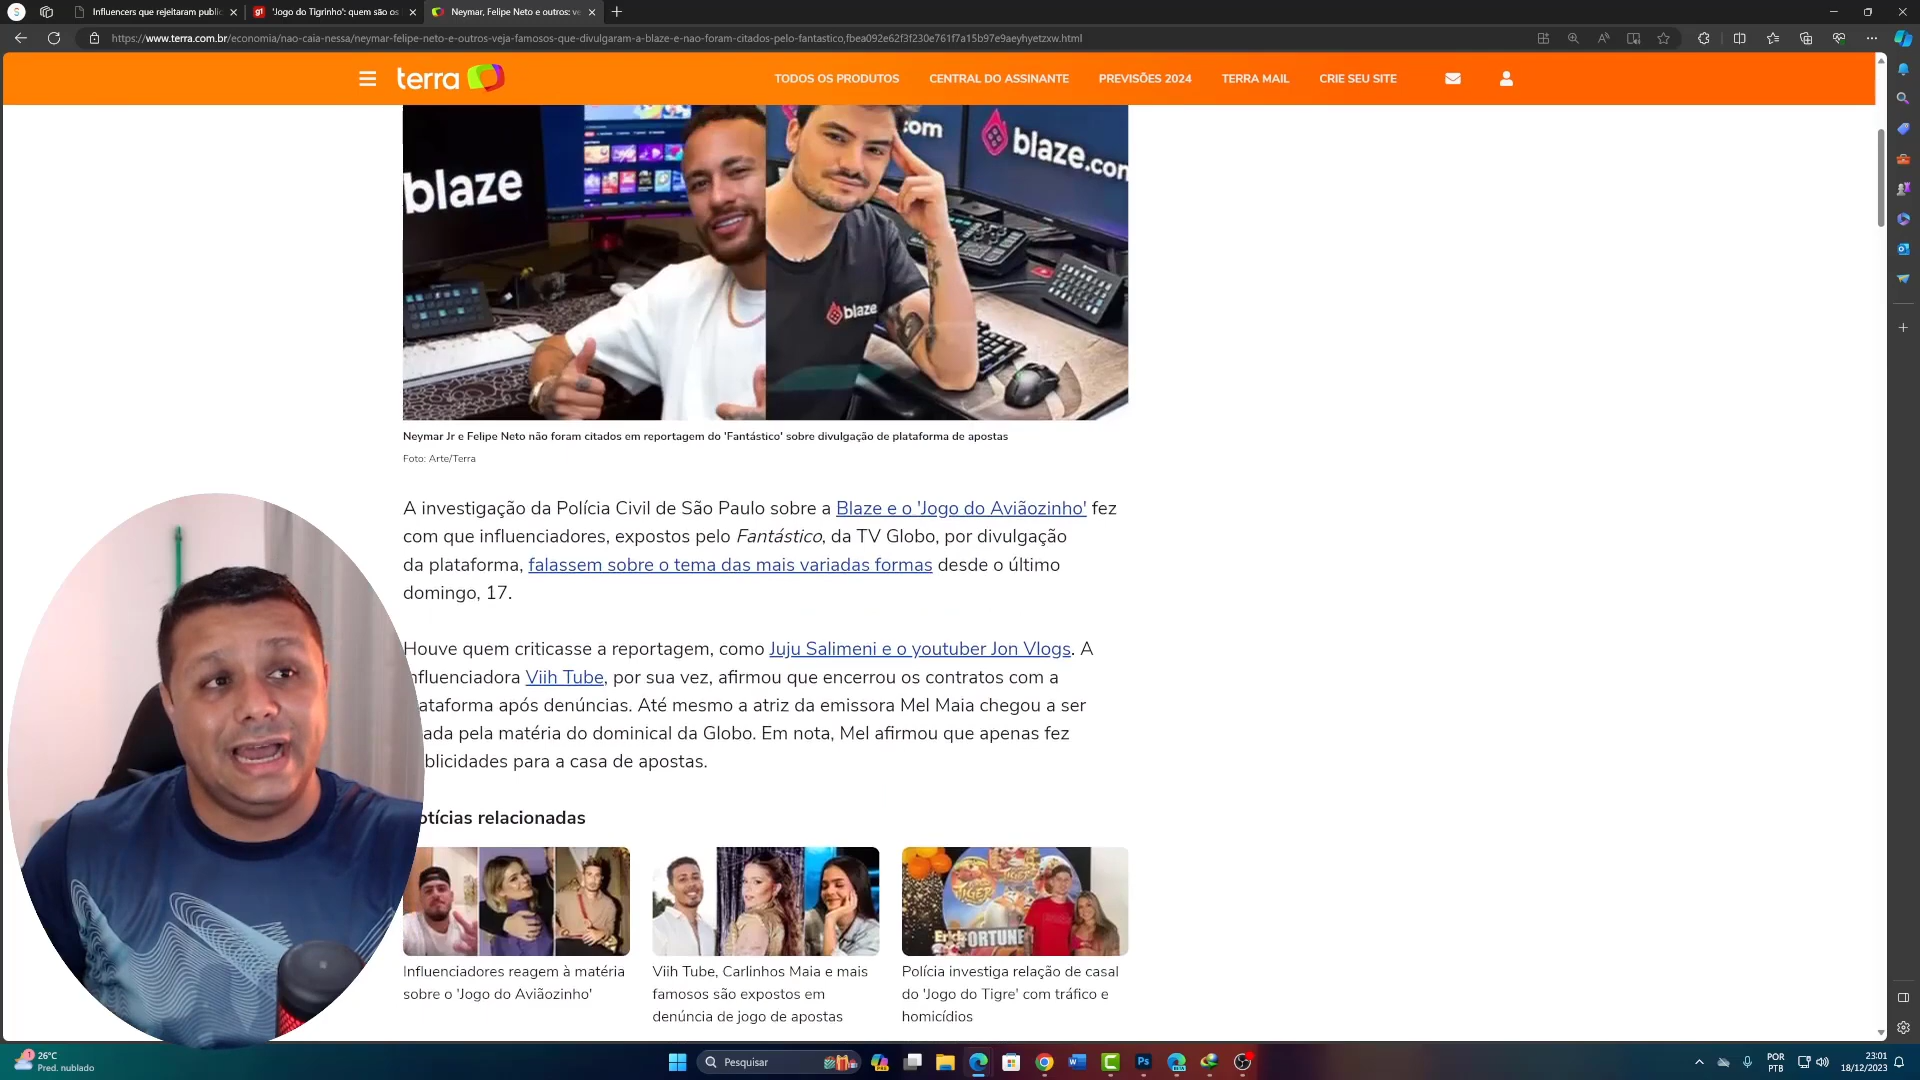 Influencers que rejeitaram public
'Jogo do Tigrinho': quem são os
Neymar, Felipe Neto e outros: ve
https://www.terra.com.br/economia/nao-caia-nessa/neymar-felipe-neto-e-outros-veja-famosos-que-divulgaram-a-blaze-e-nao-foram-citados-pelo-fantastico,fbea092e62f3f230e761f7a15b97e9aeyhyetzxw.html
terra
TODOS OS PRODUTOS
CENTRAL DO ASSINANTE
PREVISÕES 2024
TERRA MAIL
CRIE SEU SITE
blaze
.com
blaze.com
blaze
Neymar Jr e Felipe Neto não foram citados em reportagem do 'Fantástico' sobre divulgação de plataforma de apostas
Foto: Arte/Terra
A investigação da Polícia Civil de São Paulo sobre a Blaze e o 'Jogo do Aviãozinho' fez
com que influenciadores, expostos pelo Fantástico, da TV Globo, por divulgação
da plataforma, falassem sobre o tema das mais variadas formas desde o último
domingo, 17.
Houve quem criticasse a reportagem, como Juju Salimeni e o youtuber Jon Vlogs. A
nfluenciadora Viih Tube, por sua vez, afirmou que encerrou os contratos com a
ataforma após denúncias. Até mesmo a atriz da emissora Mel Maia chegou a ser
ada pela matéria do dominical da Globo. Em nota, Mel afirmou que apenas fez
blicidades para a casa de apostas.
otícias relacionadas
TIGER
FORTUNE
Influenciadores reagem à matéria
sobre o 'Jogo do Aviãozinho'
Viih Tube, Carlinhos Maia e mais
famosos são expostos em
denúncia de jogo de apostas
Polícia investiga relação de casal
do 'Jogo do Tigre' com tráfico e
homicídios
26°C
Pred. nublado
Pesquisar
POR
PTB
23:01
18/12/2023